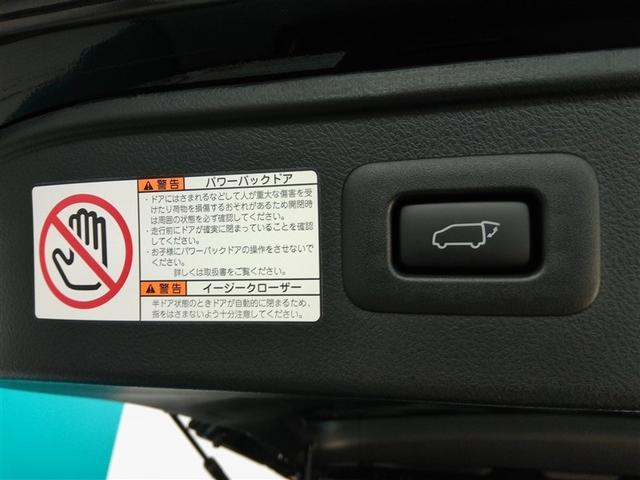 警告 パワーバックドア
・ドアにはさまれるなどして人が重大な傷害を受
けたり荷物を損傷するおそれがあるため開閉時
は周囲の状態を必ず確認してください。
・走行前にドアが確実に閉まっていることを確認
してください。
・お子様にパワーバックドアの操作をさせないで
ください。
詳しくは取扱書をご覧ください。
警告 イージークローザー
半ドア状態のときドアが自動的に閉まるため、
指をはさまないよう十分注意してください。